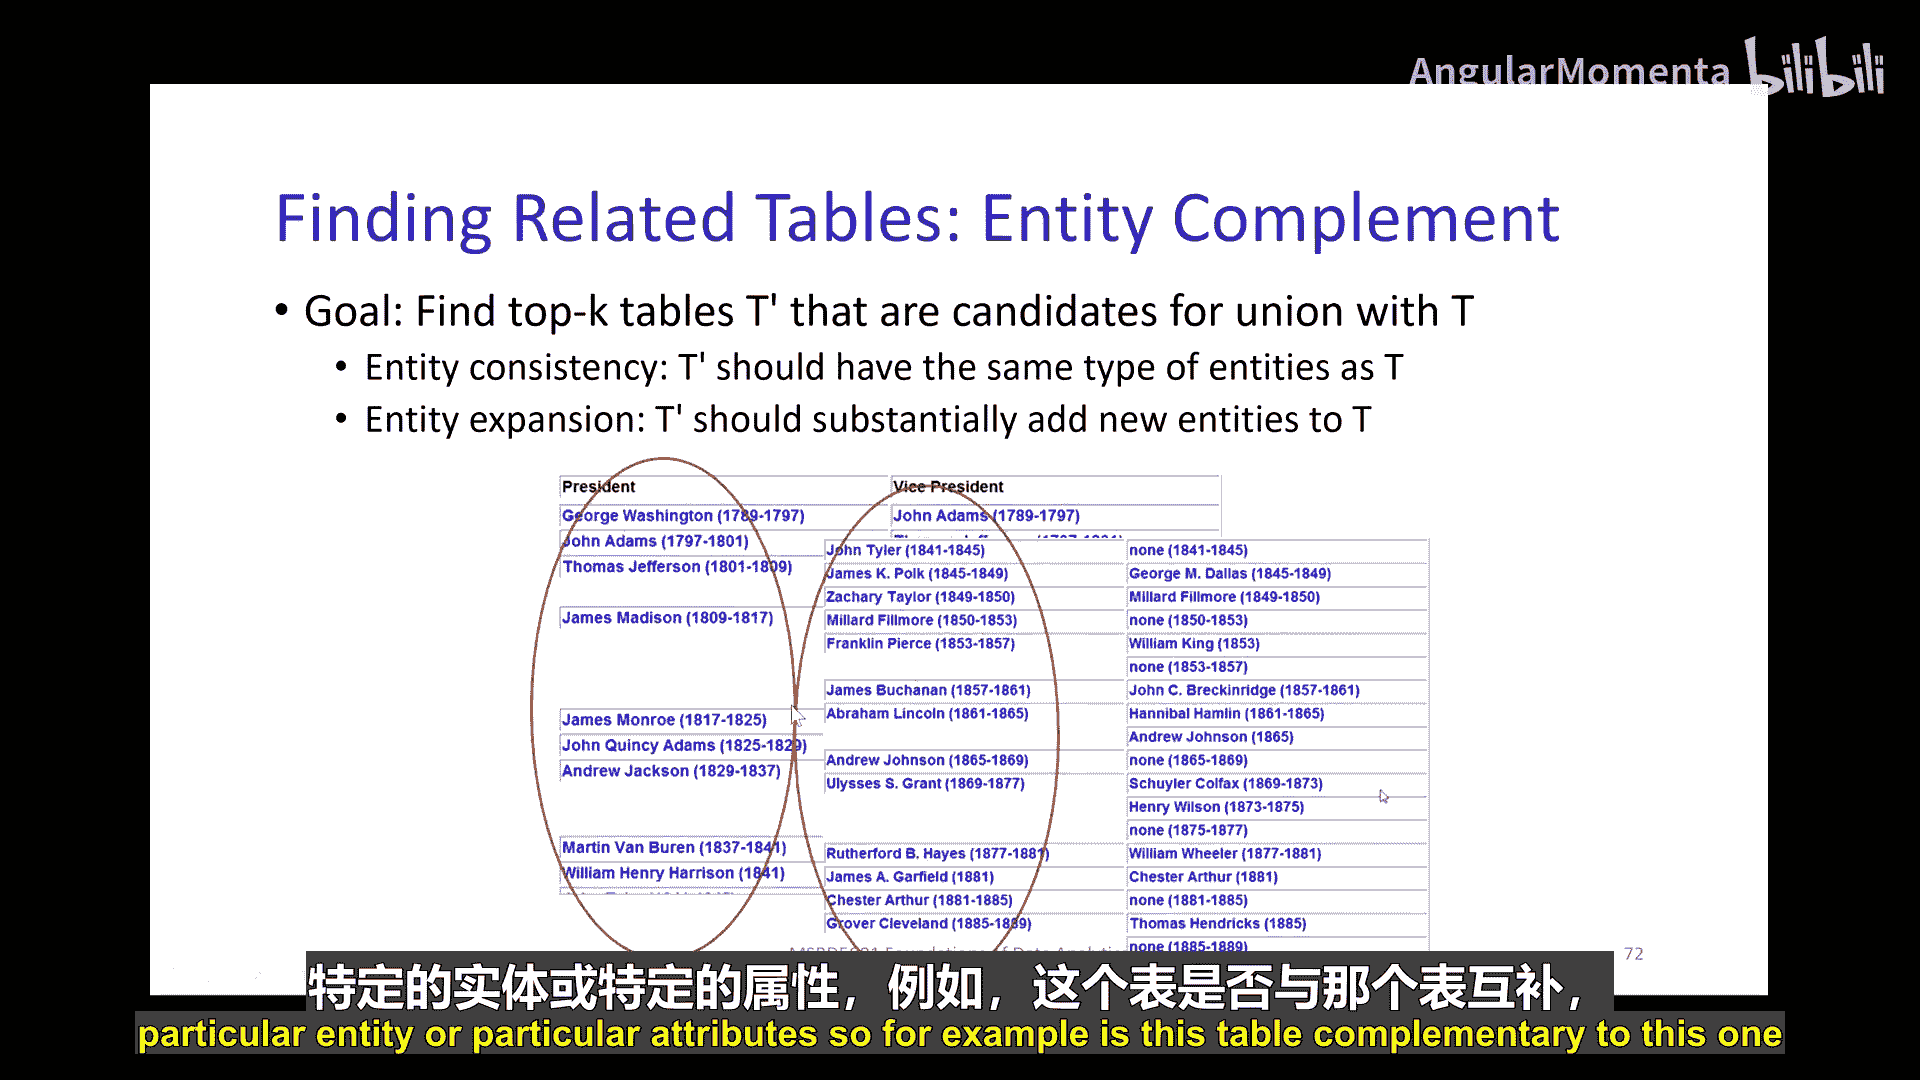 AngularMomenta bilibili
Finding Related Tables: Entity Complement
• Goal: Find top-k tables T' that are candidates for union with T
• Entity consistency: T' should have the same type of entities as T
• Entity expansion: T' should substantially add new entities to T
President
Vice President
George Washington (1789-1797)
John Adams (1789-1797)
John Adams (1797-1801)
Thomas Jefferson (1801-1809)
James Madison (1809-1817)
James Monroe (1817-1825)
John Quincy Adams (1825-1829)
Andrew Jackson (1829-1837)
Martin Van Buren (1837-1841)
William Henry Harrison (1841)
John Tyler (1841-1845)
none (1841-1845)
James K. Polk (1845-1849)
George M. Dallas (1845-1849)
Zachary Taylor (1849-1850)
Millard Fillmore (1849-1850)
Millard Fillmore (1850-1853)
none (1850-1853)
Franklin Pierce (1853-1857)
William King (1853)
none (1853-1857)
James Buchanan (1857-1861)
John C. Breckinridge (1857-1861)
Abraham Lincoln (1861-1865)
Hannibal Hamlin (1861-1865)
Andrew Johnson (1865)
Andrew Johnson (1865-1869)
none (1865-1869)
Ulysses S. Grant (1869-1877)
Schuyler Colfax (1869-1873)
Henry Wilson (1873-1875)
none (1875-1877)
Rutherford B. Hayes (1877-1881)
William Wheeler (1877-1881)
James A. Garfield (1881)
Chester Arthur (1881)
Chester Arthur (1881-1885)
none (1881-1885)
Grover Cleveland (1885-1889)
Thomas Hendricks (1885)
none (1885-1889)
72
特定的实体或特定的属性，例如，这个表是否与那个表互补，
particular entity or particular attributes so for example is this table complementary to this one